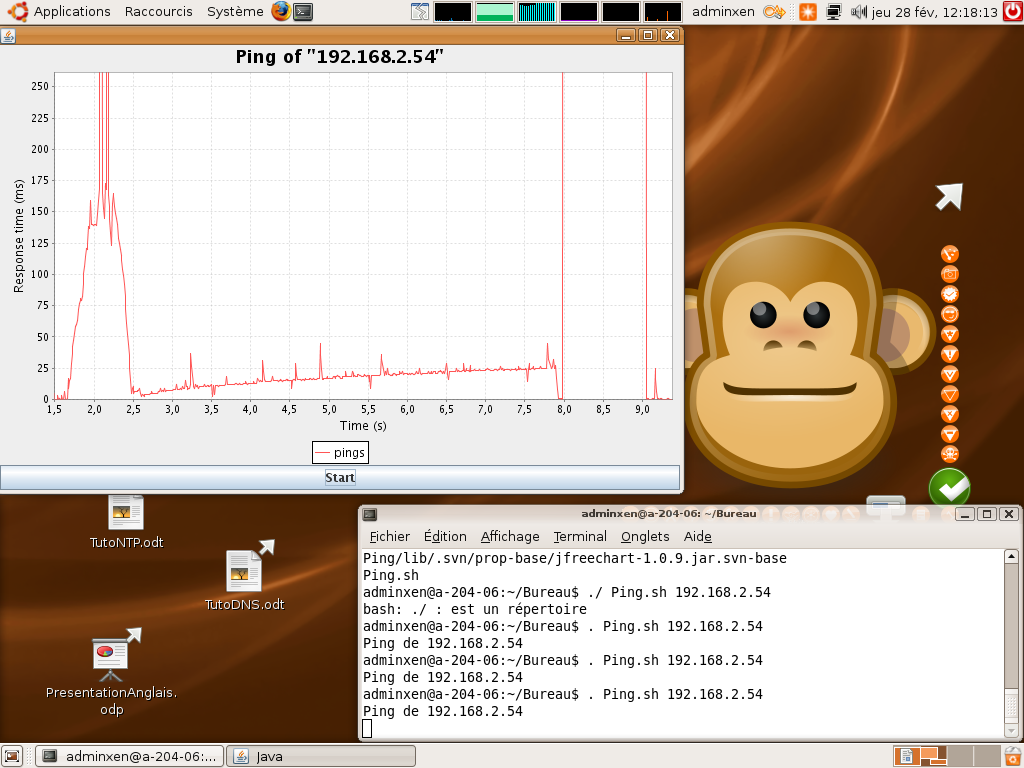 Applications Raccourcis Système adminxen jeu 28 fév, 12:18:13
Ping of "192.168.2.54"
250
225
200
175
150
125
100
75
50
25
0
Response time (ms)
1,5 2,0 2,5 3,0 3,5 4,0 4,5 5,0 5,5 6,0 6,5 7,0 7,5 8,0 8,5 9,0
Time (s)
pings
Start
TutoNTP.odt
TutoDNS.odt
PresentationAnglais.
odp
adminxen@a-204-06: ~/Bureau
Fichier Édition Affichage Terminal Onglets Aide
Ping/lib/.svn/prop-base/jfreechart-1.0.9.jar.svn-base
Ping.sh
adminxen@a-204-06:~/Bureau$ ./ Ping.sh 192.168.2.54
bash: ./ : est un répertoire
adminxen@a-204-06:~/Bureau$ . Ping.sh 192.168.2.54
Ping de 192.168.2.54
adminxen@a-204-06:~/Bureau$ . Ping.sh 192.168.2.54
Ping de 192.168.2.54
adminxen@a-204-06:~/Bureau$ . Ping.sh 192.168.2.54
Ping de 192.168.2.54
adminxen@a-204-06:... Java